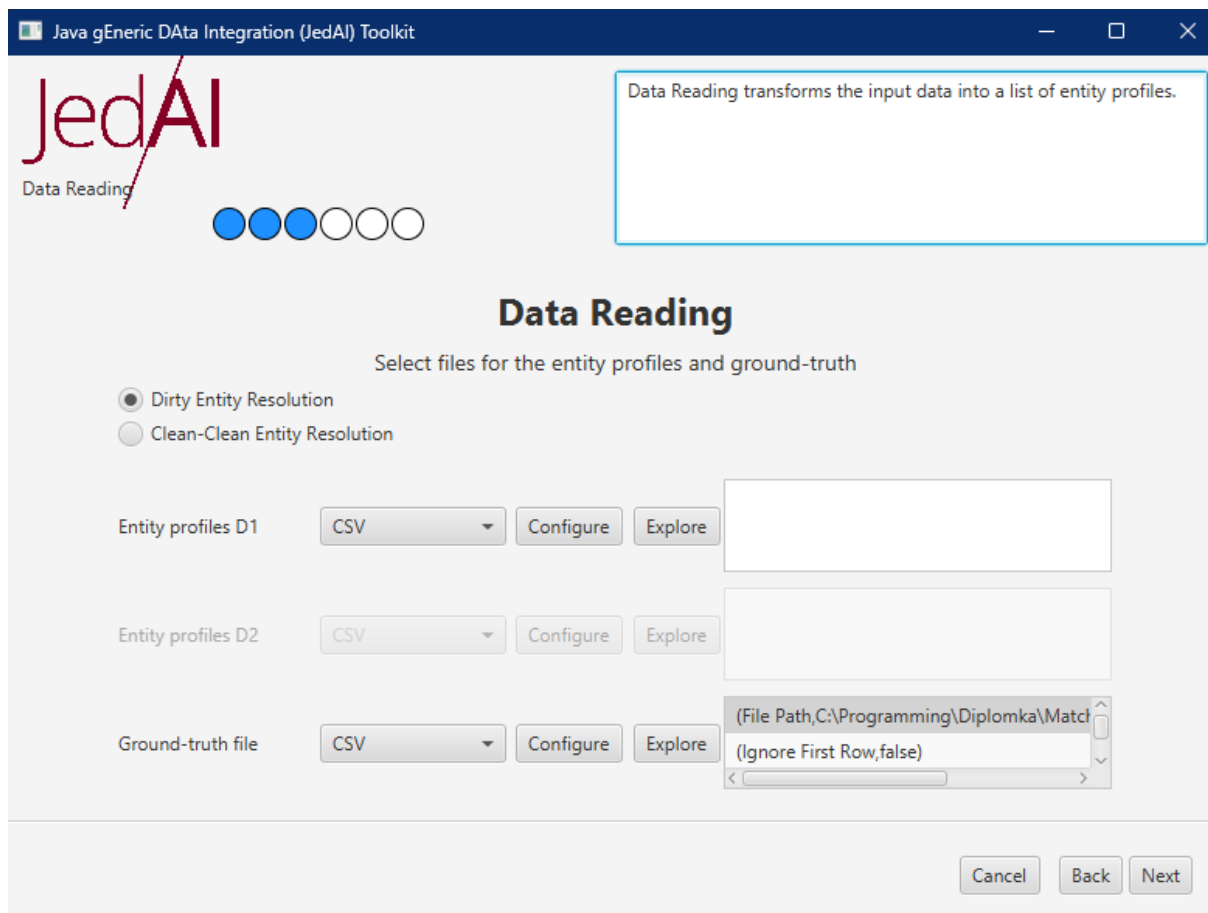 Java gEneric DAta Integration (JedAI) Toolkit
JedAI
Data Reading transforms the input data into a list of entity profiles.
Data Reading
Data Reading
Select files for the entity profiles and ground-truth
Dirty Entity Resolution
Clean-Clean Entity Resolution
Entity profiles D1 CSV Configure Explore
Entity profiles D2 CSV Configure Explore
(File Path,C:\Programming\Diplomka\Match
Ground-truth file CSV Configure Explore
(Ignore First Row,false)
Cancel Back Next